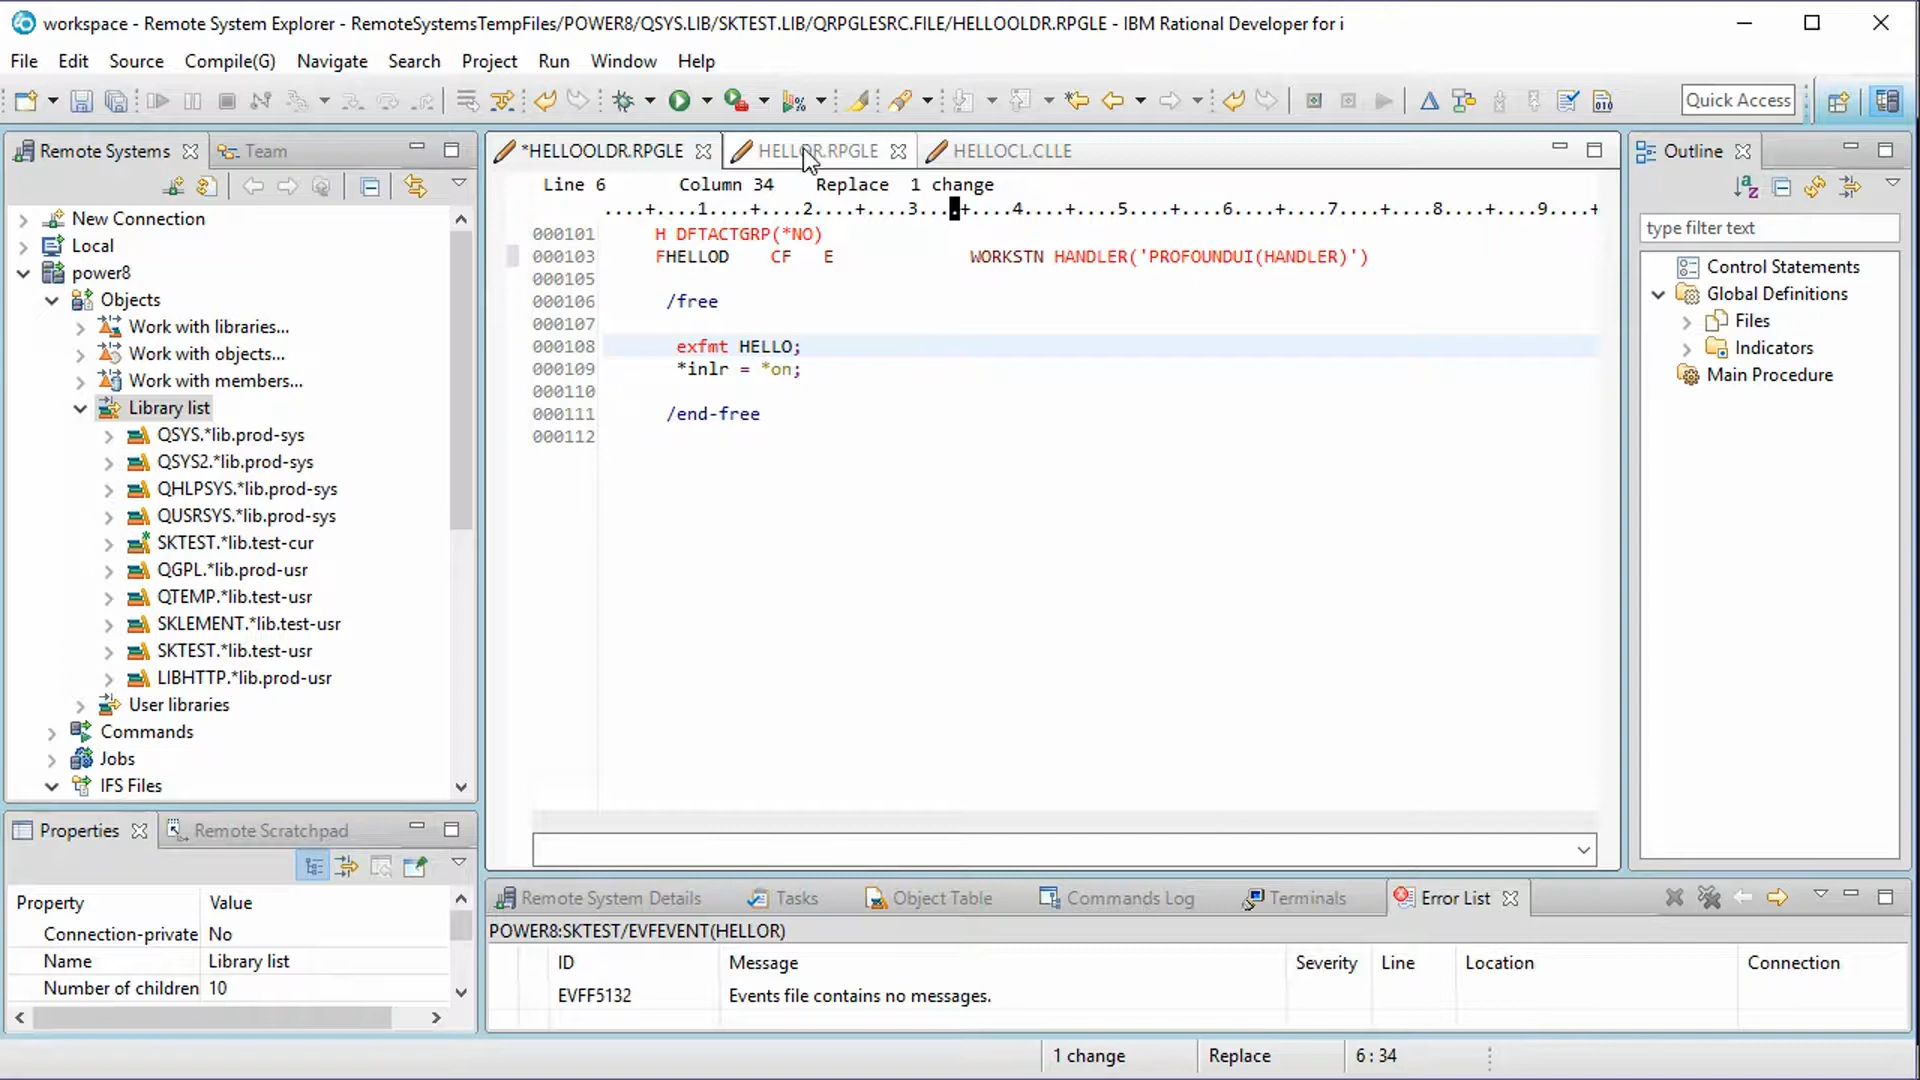 workspace - Remote System Explorer - RemoteSystemsTempFiles/POWER8/QSYS.LIB/SKTEST.LIB/QRPGLESRC.FILE/HELLOOLDR.RPGLE - IBM Rational Developer for i
File Edit Source Compile(G) Navigate Search Project Run Window Help
Quick Access
Remote Systems Team
New Connection
Local
power8
Objects
Work with libraries...
Work with objects...
Work with members...
Library list
QSYS.*lib.prod-sys
QSYS2.*lib.prod-sys
QHLPSYS.*lib.prod-sys
QUSRSYS.*lib.prod-sys
SKTEST.*lib.test-cur
QGPL.*lib.prod-usr
QTEMP.*lib.test-usr
SKLEMENT.*lib.test-usr
SKTEST.*lib.test-usr
LIBHTTP.*lib.prod-usr
User libraries
Commands
Jobs
IFS Files
Properties Remote Scratchpad
Property Value
Connection-private No
Name Library list
Number of children 10
*HELLOOLDR.RPGLE HELLOR.RPGLE HELLOCL.CLLE
Line 6 Column 34 Replace 1 change
....+....1....+....2....+....3....+....4....+....5....+....6....+....7....+....8....+....9....+
000101 H DFTACTGRP(*NO)
000103 FHELLOD CF E WORKSTN HANDLER('PROFOUNDUI(HANDLER)')
000105
000106 /free
000107
000108 exfmt HELLO;
000109 *inlr = *on;
000110
000111 /end-free
000112
Outline
type filter text
Control Statements
Global Definitions
Files
Indicators
Main Procedure
Remote System Details Tasks Object Table Commands Log Terminals Error List
POWER8:SKTEST/EVFEVENT(HELLOR)
ID Message Severity Line Location Connection
EVFF5132 Events file contains no messages.
1 change Replace 6 : 34